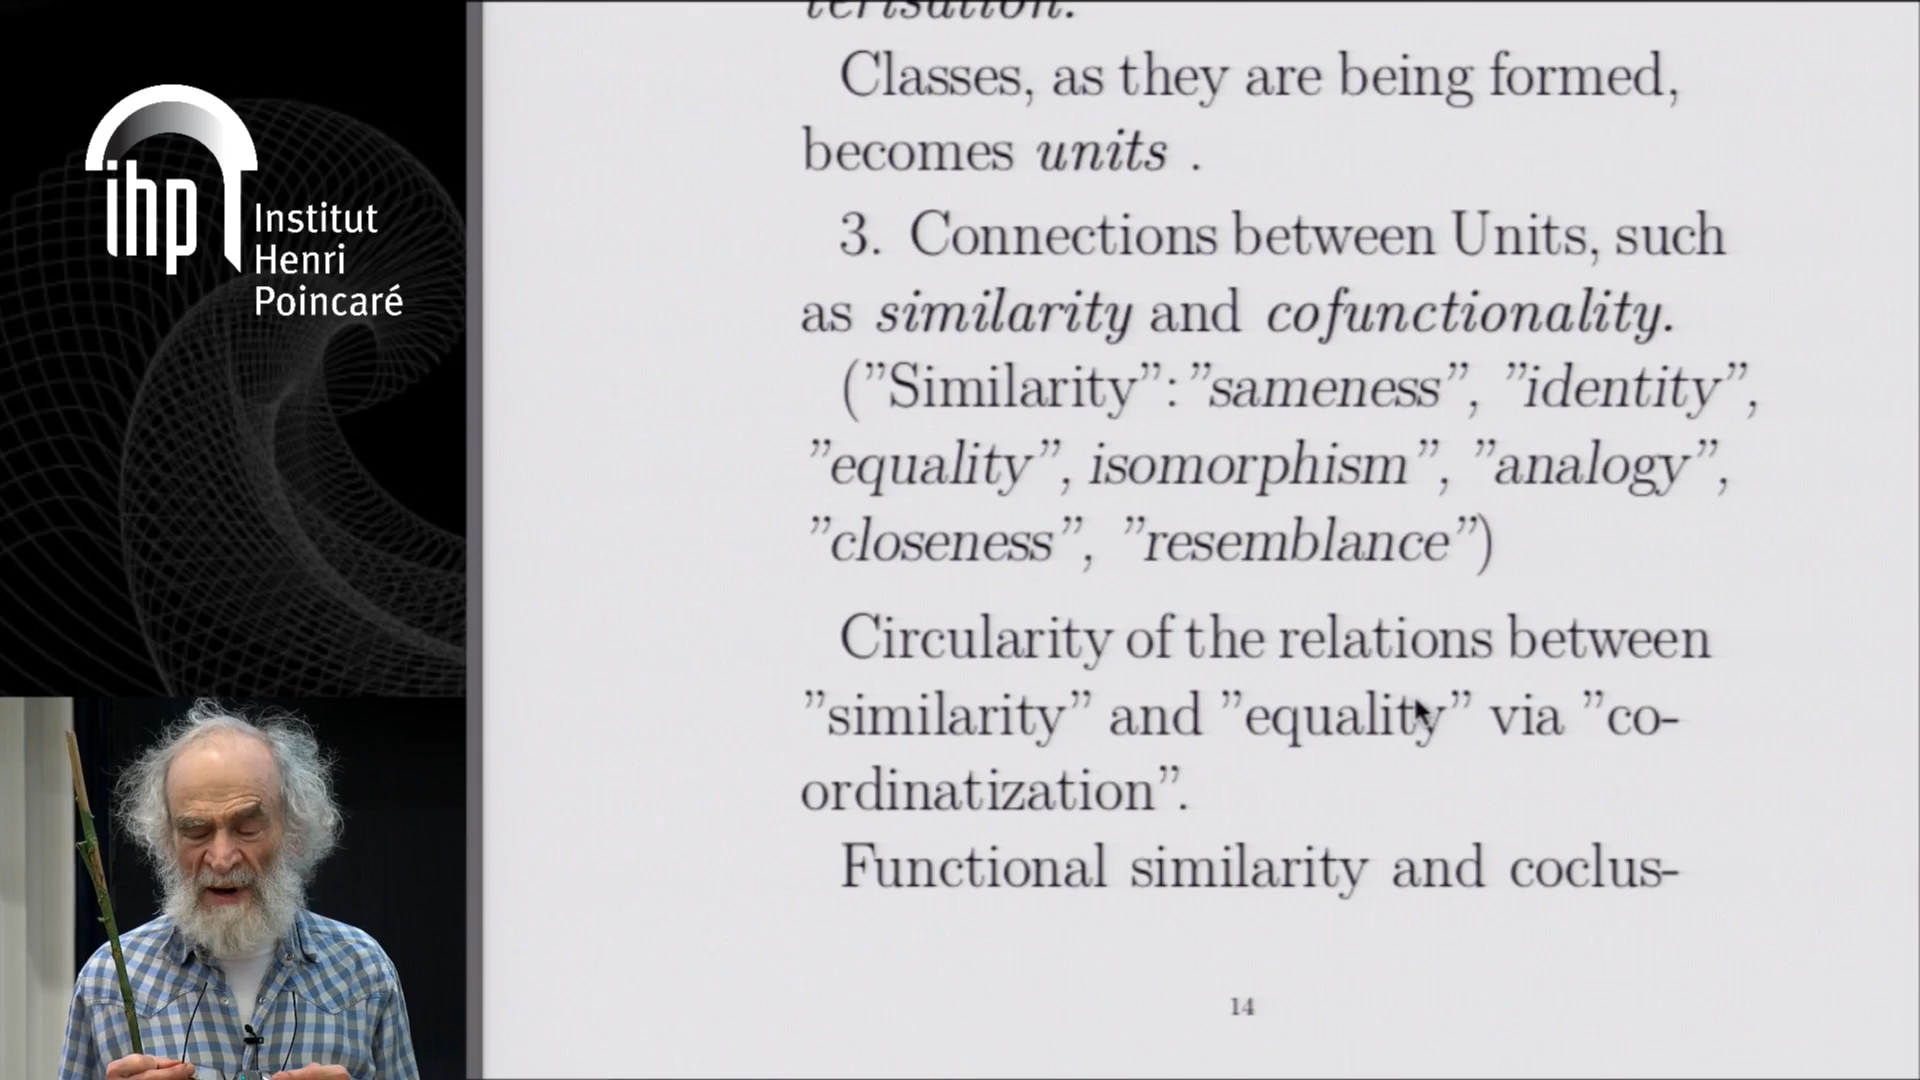 ihp
Institut
Henri
Poincaré
terisation.
Classes, as they are being formed,
becomes units .
3. Connections between Units, such
as similarity and cofunctionality.
("Similarity": "sameness", "identity",
"equality", isomorphism", "analogy",
"closeness", "resemblance")
Circularity of the relations between
"similarity" and "equality" via "co-
ordinatization".
Functional similarity and coclus-
14